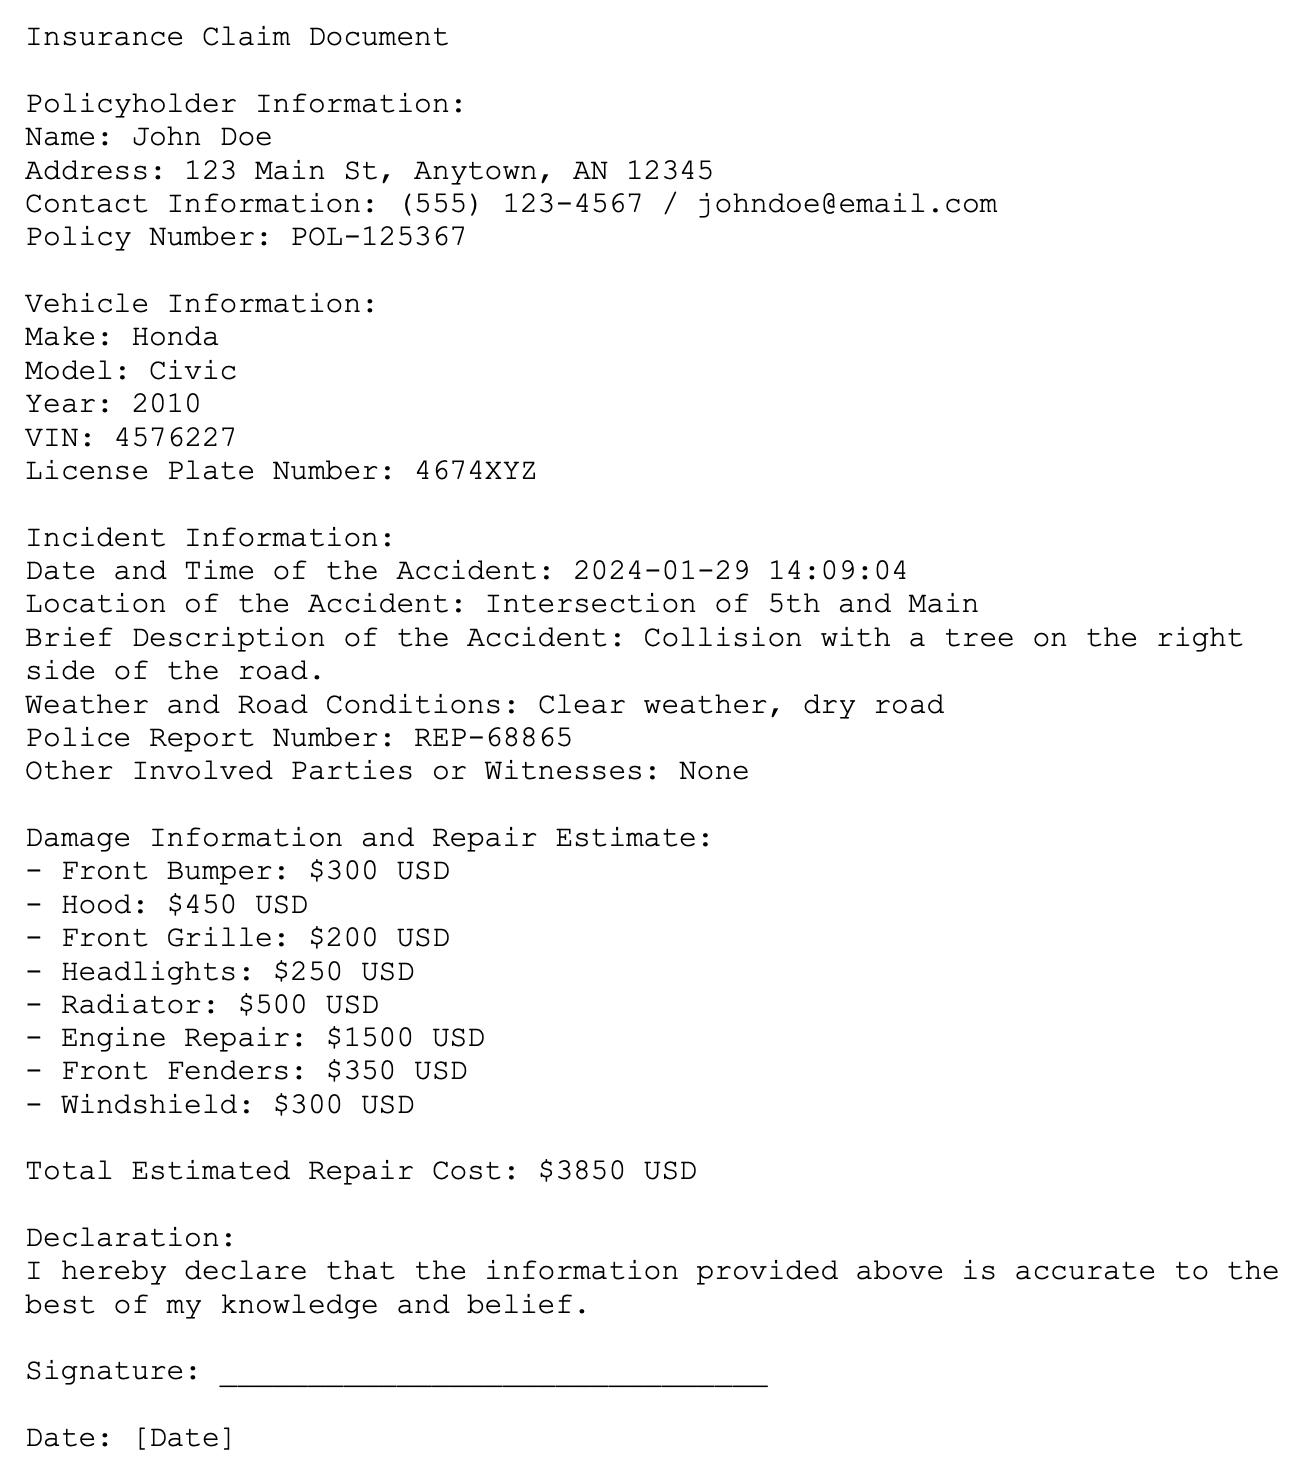 Insurance Claim Document
Policyholder Information:
Name: John Doe
Address: 123 Main St, Anytown, AN 12345
Contact Information: (555) 123-4567 / johndoe@email.com
Policy Number: POL-125367
Vehicle Information:
Make: Honda
Model: Civic
Year: 2010
VIN: 4576227
License Plate Number: 4674XYZ
Incident Information:
Date and Time of the Accident: 2024-01-29 14:09:04
Location of the Accident: Intersection of 5th and Main
Brief Description of the Accident: Collision with a tree on the right
side of the road.
Weather and Road Conditions: Clear weather, dry road
Police Report Number: REP-68865
Other Involved Parties or Witnesses: None
Damage Information and Repair Estimate:
- Front Bumper: $300 USD
- Hood: $450 USD
- Front Grille: $200 USD
- Headlights: $250 USD
- Radiator: $500 USD
- Engine Repair: $1500 USD
- Front Fenders: $350 USD
- Windshield: $300 USD
Total Estimated Repair Cost: $3850 USD
Declaration:
I hereby declare that the information provided above is accurate to the
best of my knowledge and belief.
Signature: _______________________________
Date: [Date]